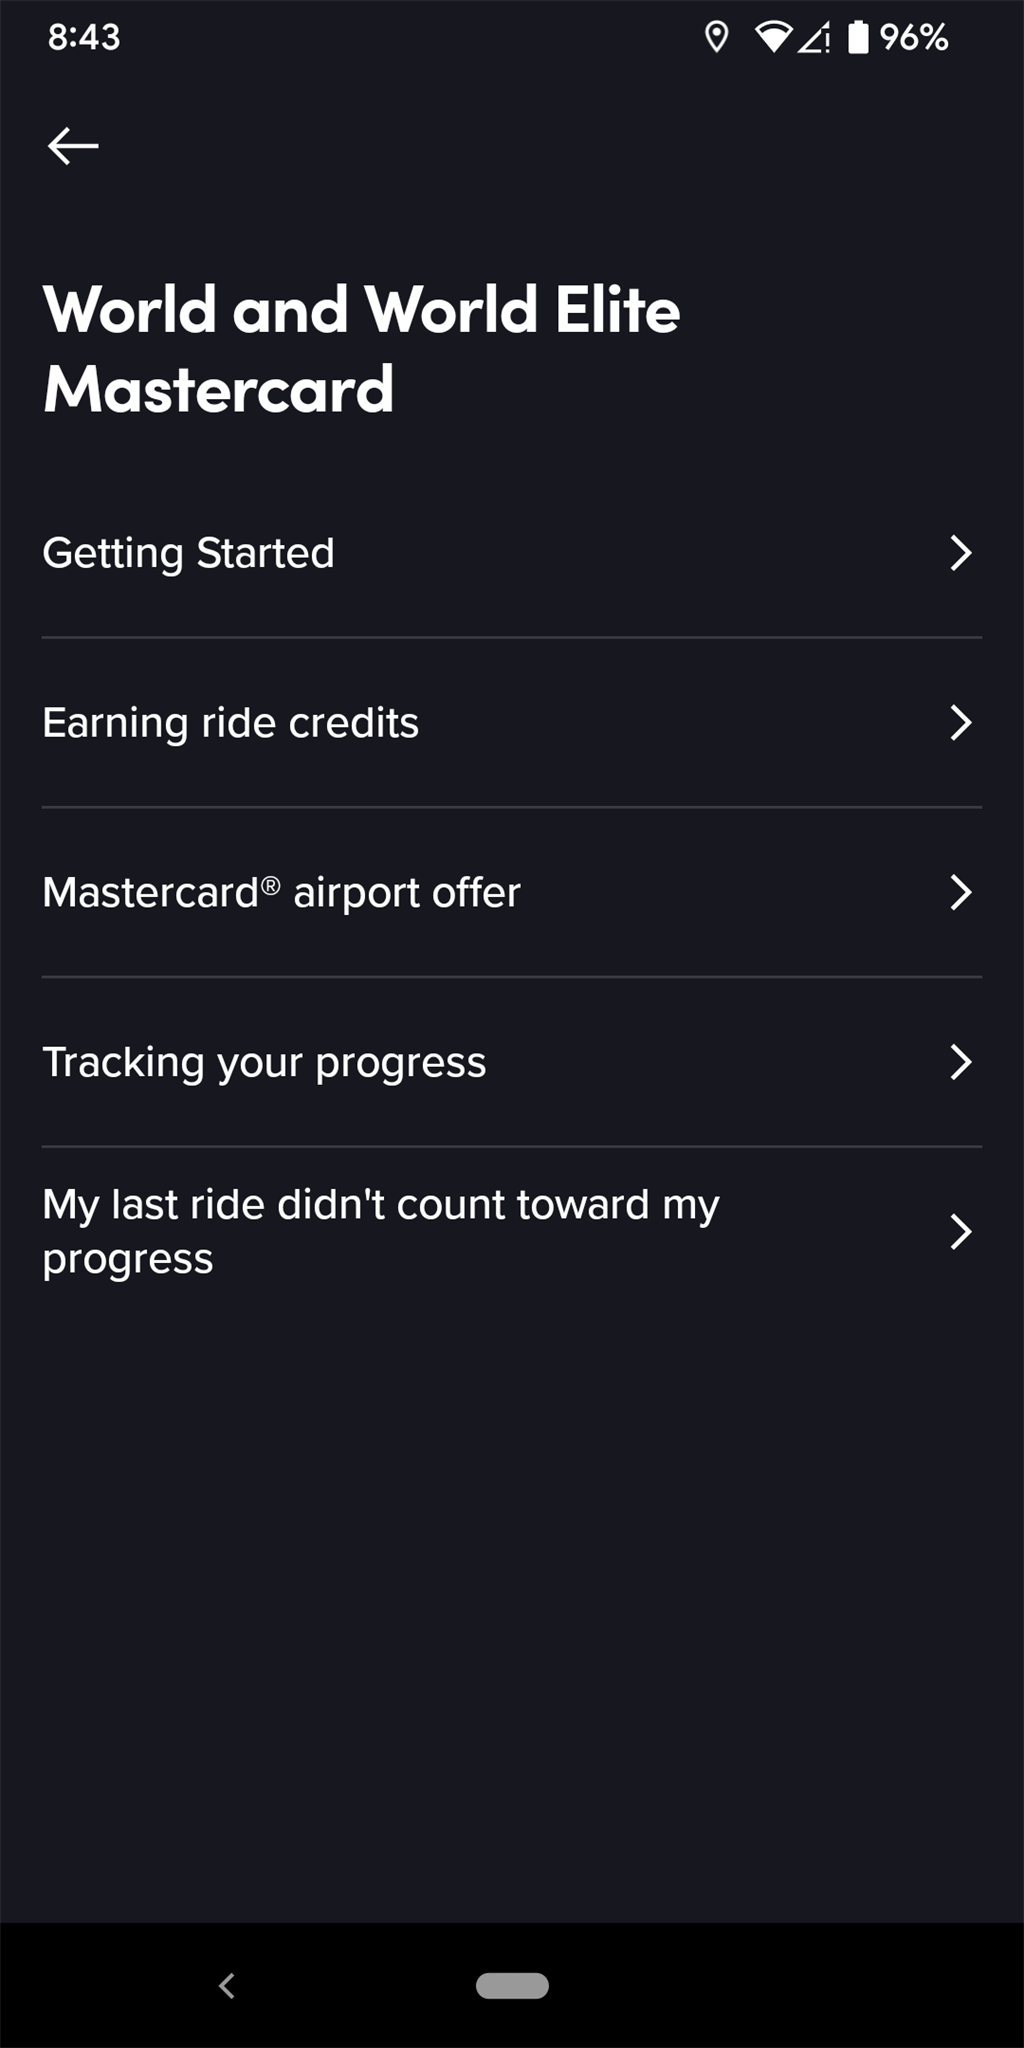 8:43
96%
World and World Elite
Mastercard
Getting Started
Earning ride credits
Mastercard® airport offer
Tracking your progress
My last ride didn't count toward my
progress